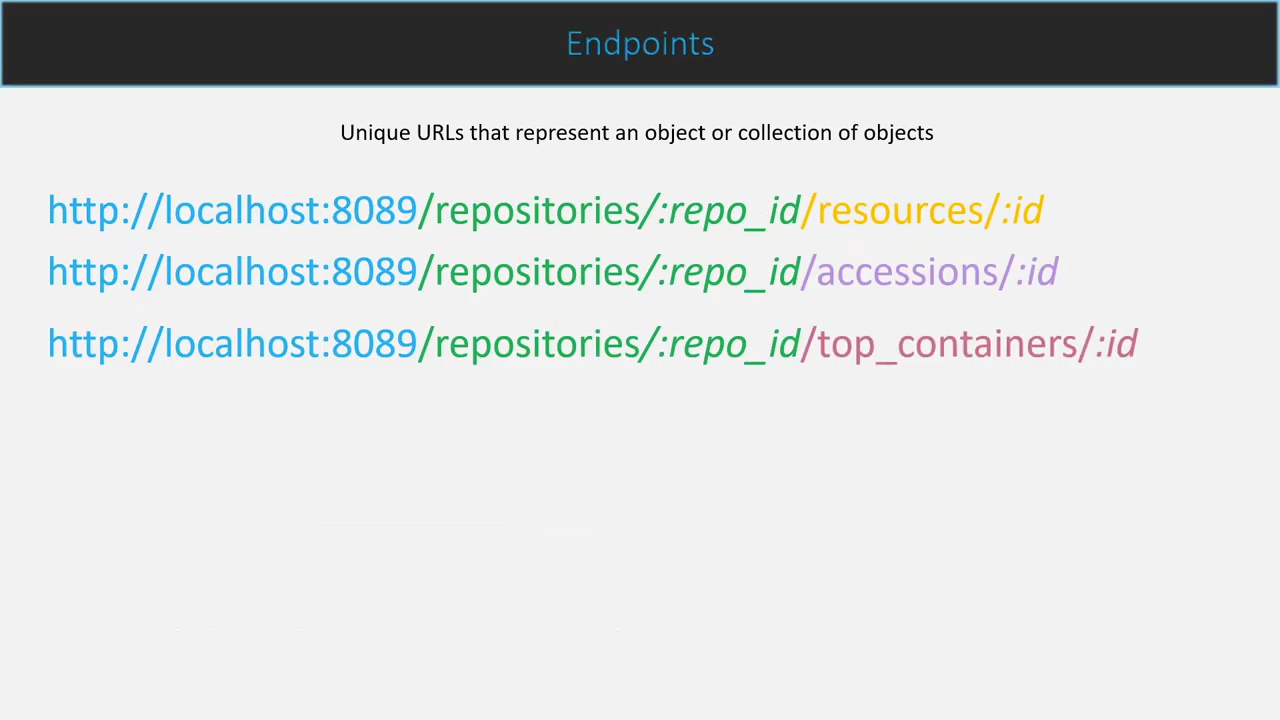 Endpoints
Unique URLs that represent an object or collection of objects
http://localhost:8089/repositories/:repo_id/resources/:id
http://localhost:8089/repositories/:repo_id/accessions/:id
http://localhost:8089/repositories/:repo_id/top_containers/:id